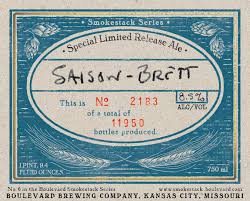 Smokestack Series
Special Limited Release Ale
SAISON-BRETT
This is No 2183
of a total of
11950
bottles produced.
8.5%
ALC/VOL
1 PINT, 9.4
FLUID OUNCES
750 ml
No. 6 in the Boulevard Smokestack Series
www.smokestack.boulevard.com
BOULEVARD BREWING COMPANY, KANSAS CITY, MISSOURI